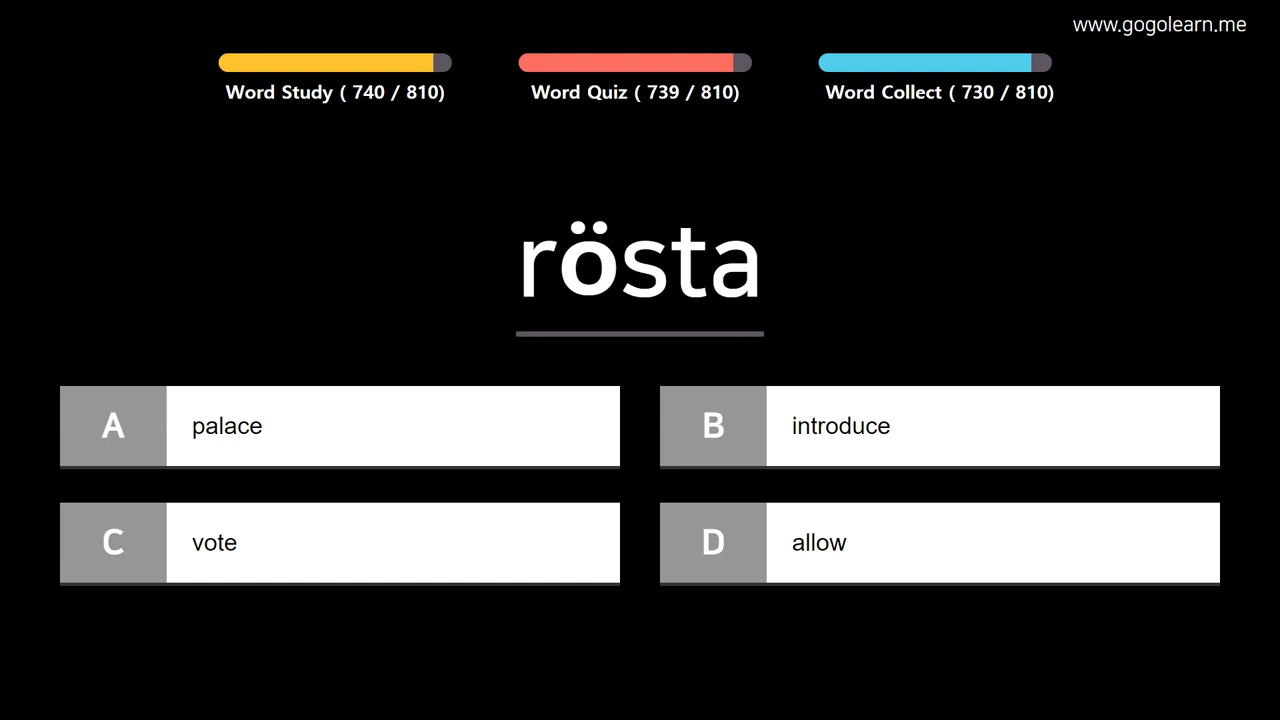 www.gogolearn.me
Word Study ( 740 / 810)
Word Quiz ( 739 / 810)
Word Collect ( 730 / 810)
rösta
A palace
B introduce
C vote
D allow